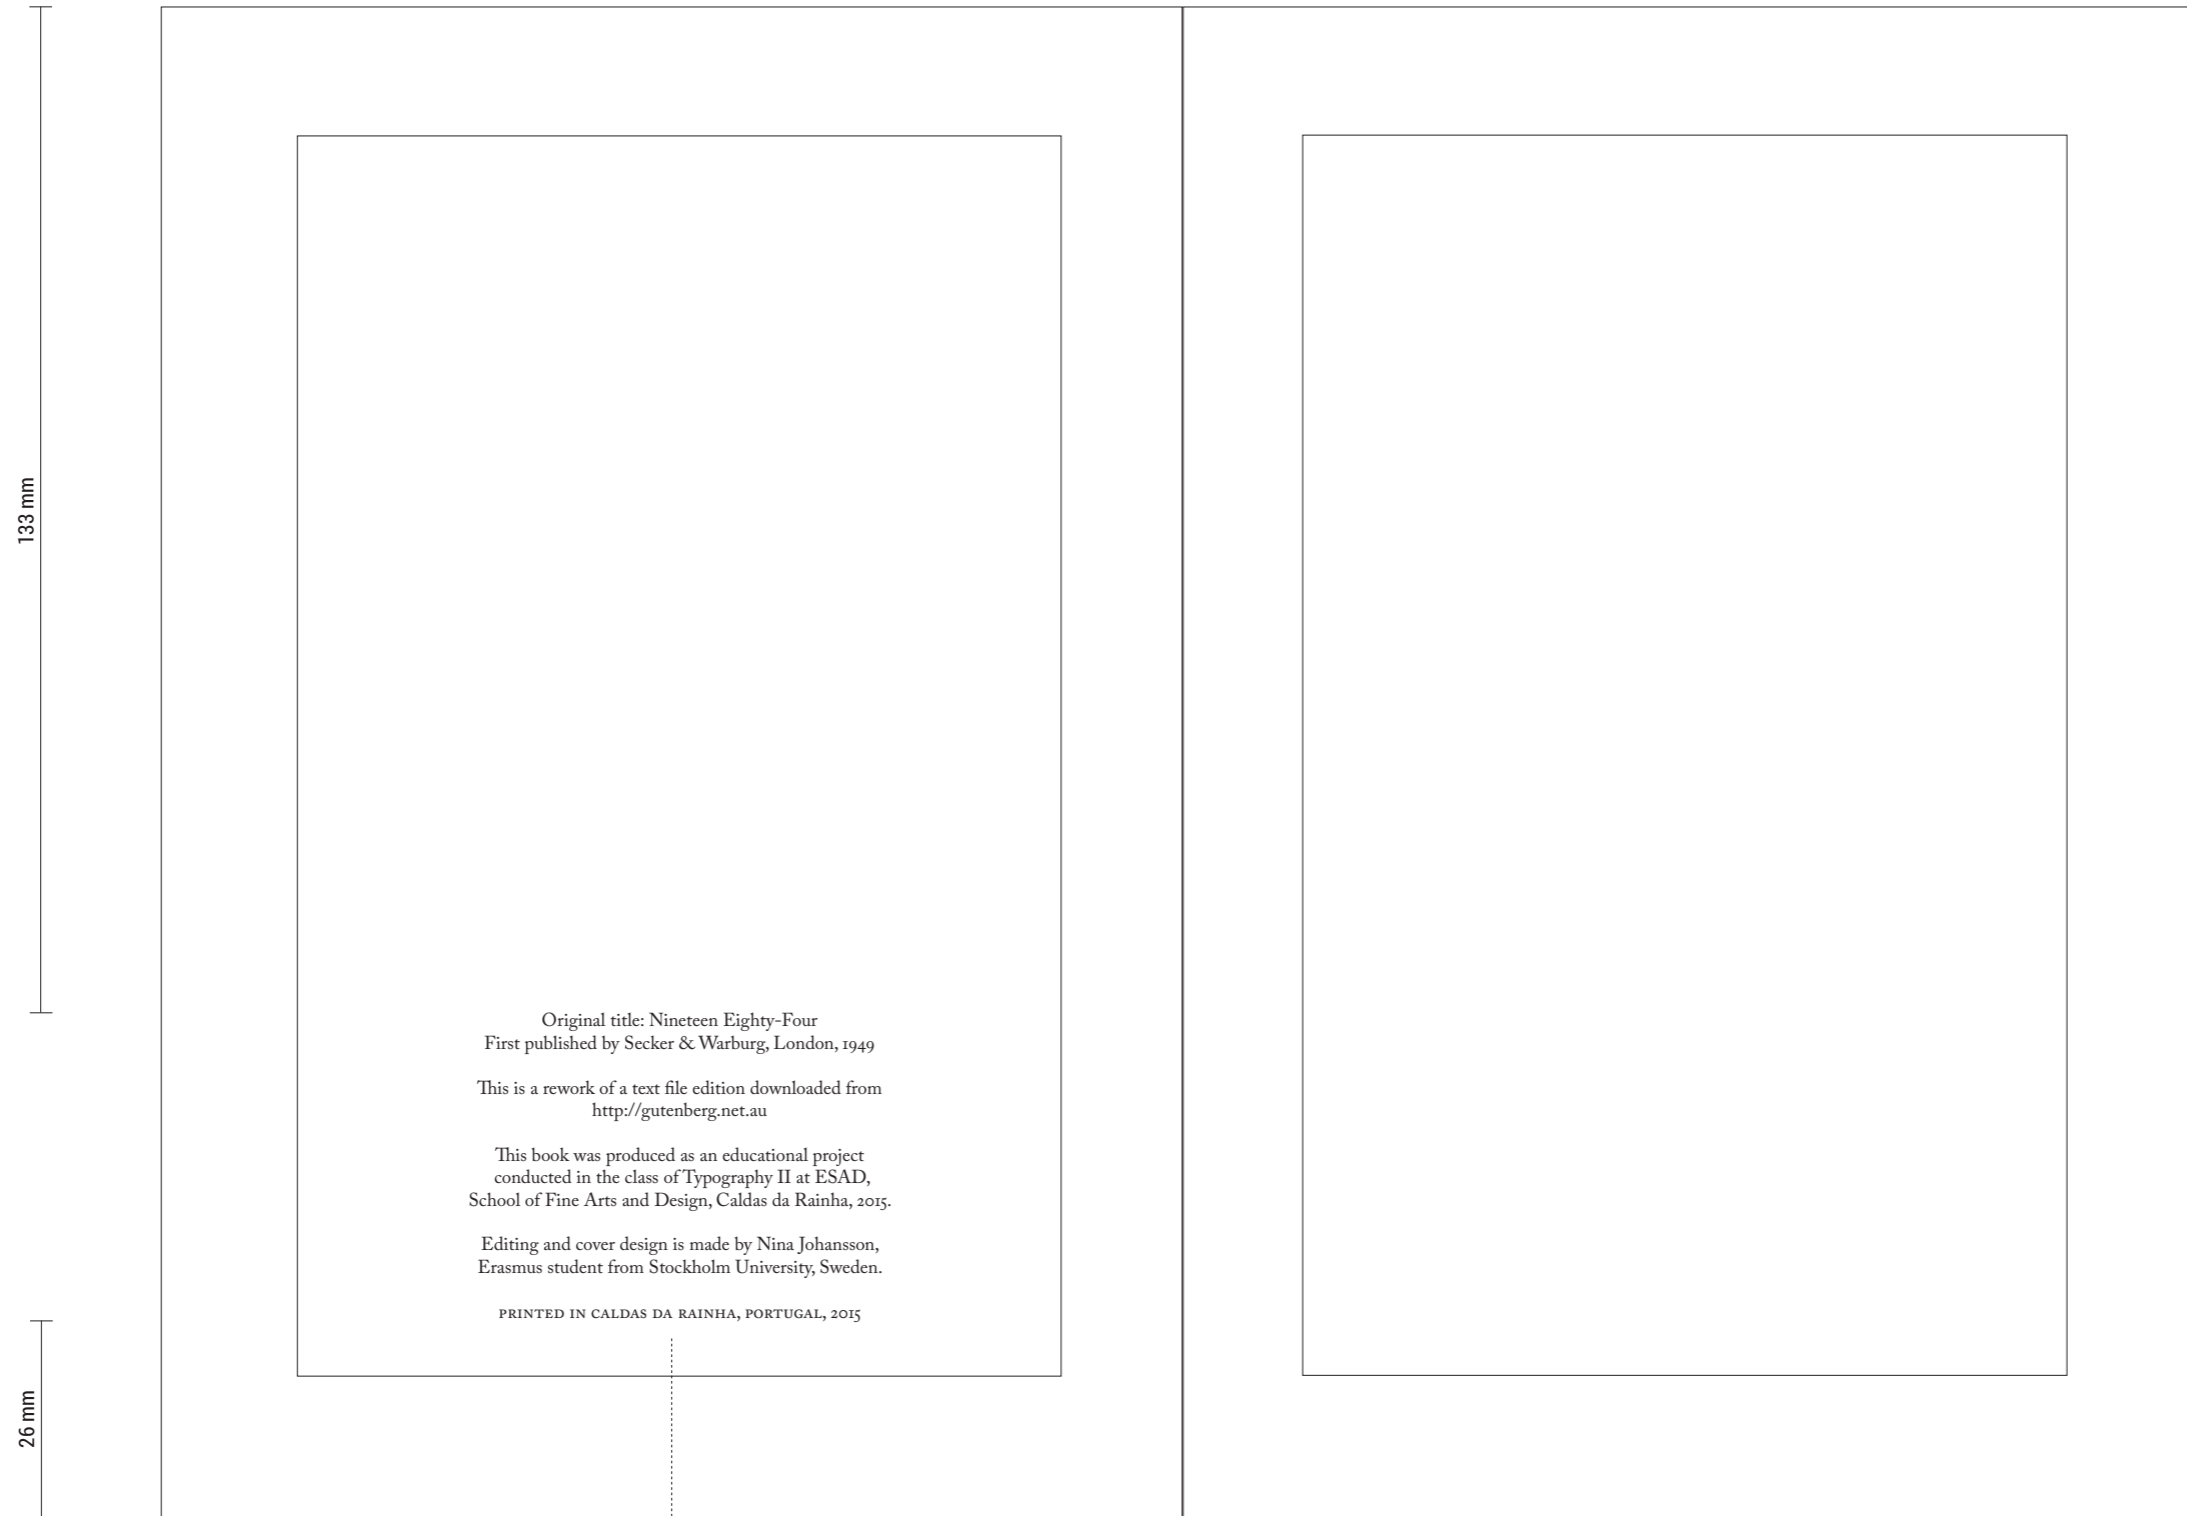 133 mm
Original title: Nineteen Eighty-Four
First published by Secker & Warburg, London, 1949
This is a rework of a text file edition downloaded from
http://gutenberg.net.au
This book was produced as an educational project
conducted in the class of Typography II at ESAD,
School of Fine Arts and Design, Caldas da Rainha, 2015.
Editing and cover design is made by Nina Johansson,
Erasmus student from Stockholm University, Sweden.
PRINTED IN CALDAS DA RAINHA, PORTUGAL, 2015
26 mm